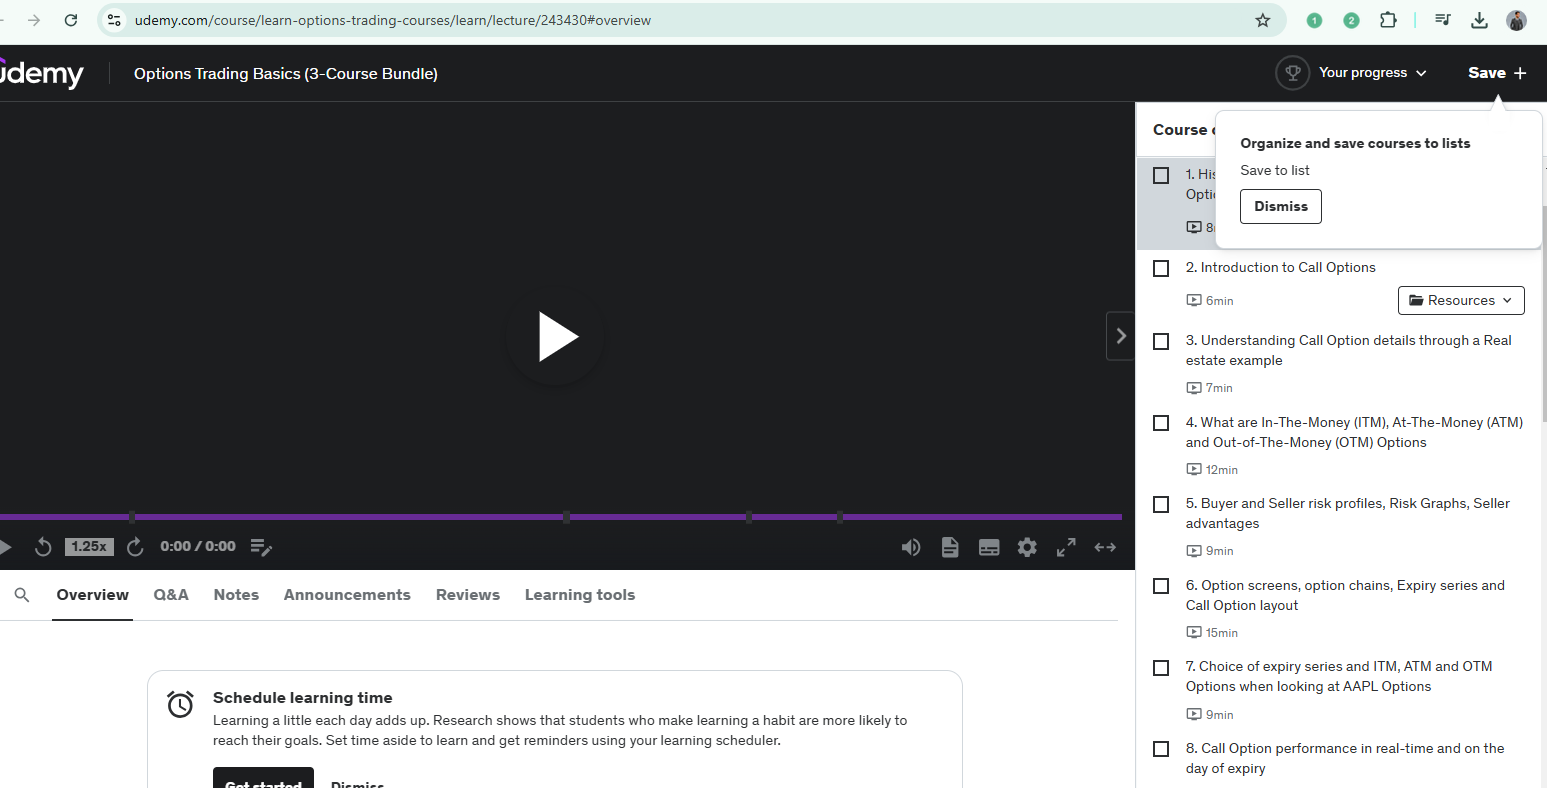 udemy.com/course/learn-options-trading-courses/learn/lecture/243430#overview
1
2
udemy
Options Trading Basics (3-Course Bundle)
Your progress
Save
Course
Organize and save courses to lists
Save to list
Dismiss
1. His
Optic
8
2. Introduction to Call Options
6min
Resources
3. Understanding Call Option details through a Real
estate example
7min
4. What are In-The-Money (ITM), At-The-Money (ATM)
and Out-of-The-Money (OTM) Options
12min
5. Buyer and Seller risk profiles, Risk Graphs, Seller
advantages
9min
6. Option screens, option chains, Expiry series and
Call Option layout
15min
7. Choice of expiry series and ITM, ATM and OTM
Options when looking at AAPL Options
9min
8. Call Option performance in real-time and on the
day of expiry
1.25x
0:00 / 0:00
Overview
Q&A
Notes
Announcements
Reviews
Learning tools
Schedule learning time
Learning a little each day adds up. Research shows that students who make learning a habit are more likely to
reach their goals. Set time aside to learn and get reminders using your learning scheduler.
Get started
Dismiss